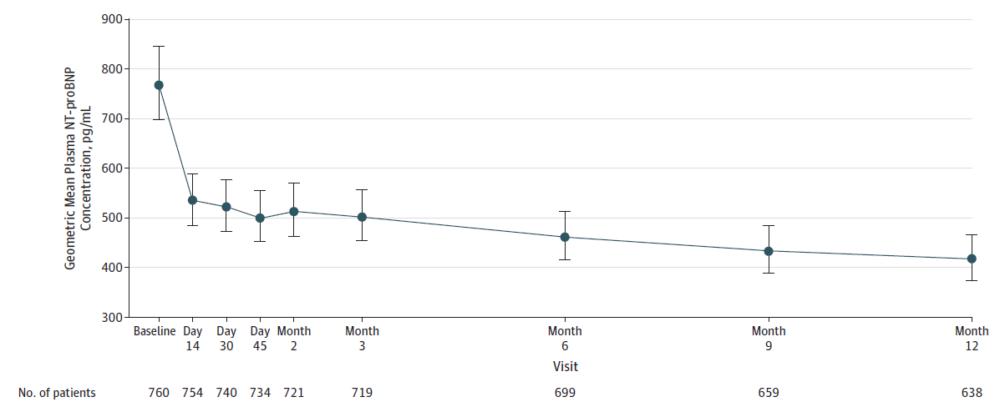 900
800
700
600
500
400
300
Geometric Mean Plasma NT-proBNP
Concentration, pg/mL
Baseline Day Day Day Month Month Month Month Month
14 30 45 2 3 6 9 12
Visit
No. of patients 760 754 740 734 721 719 699 659 638